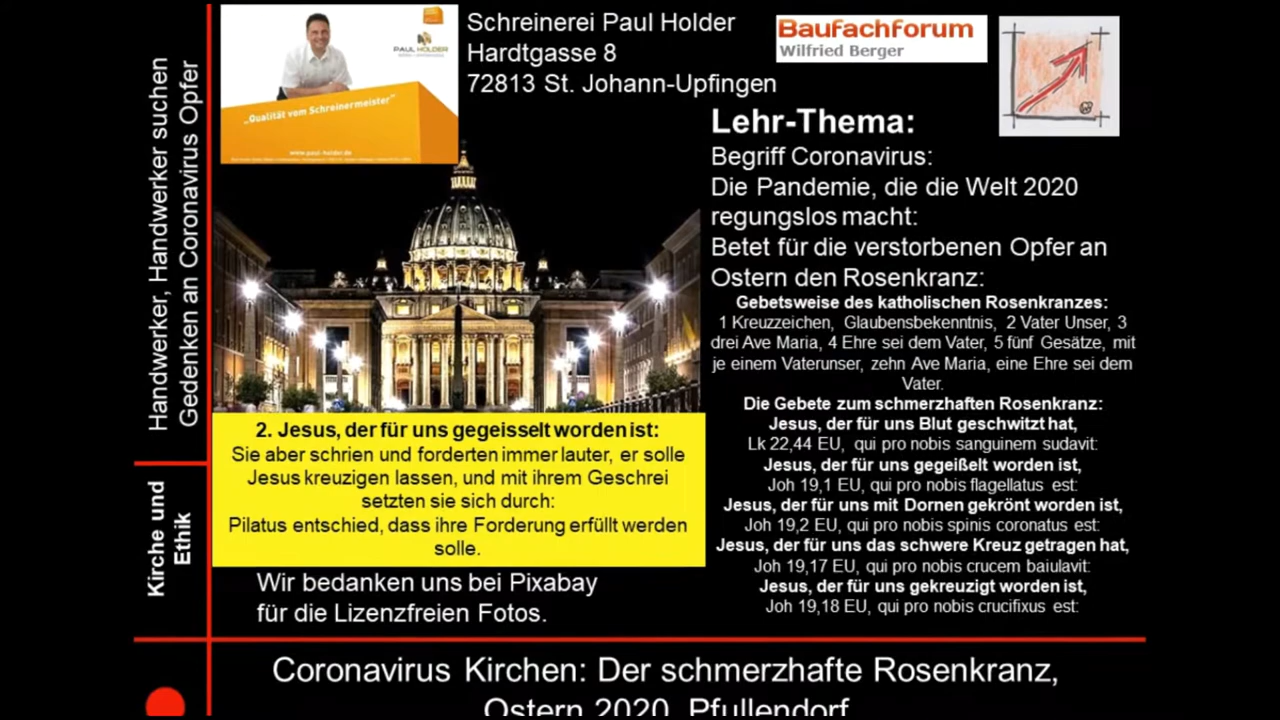 Handwerker, Handwerker suchen
Gedenken an Coronavirus Opfer
Kirche und
Ethik
PAUL HOLDER
„Qualität vom Schreinermeister"
www.paul-holder.de
Schreinerei Paul Holder
Hardtgasse 8
72813 St. Johann-Upfingen
BauFachForum
Wilfried Berger
Lehr-Thema:
Begriff Coronavirus:
Die Pandemie, die die Welt 2020
regungslos macht:
Betet für die verstorbenen Opfer an
Ostern den Rosenkranz:
Gebetsweise des katholischen Rosenkranzes:
1 Kreuzzeichen, Glaubensbekenntnis, 2 Vater Unser, 3
drei Ave Maria, 4 Ehre sei dem Vater, 5 fünf Gesätze, mit
je einem Vaterunser, zehn Ave Maria, eine Ehre sei dem
Vater.
Die Gebete zum schmerzhaften Rosenkranz:
Jesus, der für uns Blut geschwitzt hat,
Lk 22,44 EU, qui pro nobis sanguinem sudavit:
Jesus, der für uns gegeißelt worden ist,
Joh 19,1 EU, qui pro nobis flagellatus est:
Jesus, der für uns mit Dornen gekrönt worden ist,
Joh 19,2 EU, qui pro nobis spinis coronatus est:
Jesus, der für uns das schwere Kreuz getragen hat,
Joh 19,17 EU, qui pro nobis crucem baiulavit:
Jesus, der für uns gekreuzigt worden ist,
Joh 19,18 EU, qui pro nobis crucifixus est:
2. Jesus, der für uns gegeisselt worden ist:
Sie aber schrien und forderten immer lauter, er solle
Jesus kreuzigen lassen, und mit ihrem Geschrei
setzten sie sich durch:
Pilatus entschied, dass ihre Forderung erfüllt werden
solle.
Wir bedanken uns bei Pixabay
für die Lizenzfreien Fotos.
Coronavirus Kirchen: Der schmerzhafte Rosenkranz,
Ostern 2020, Pfullendorf